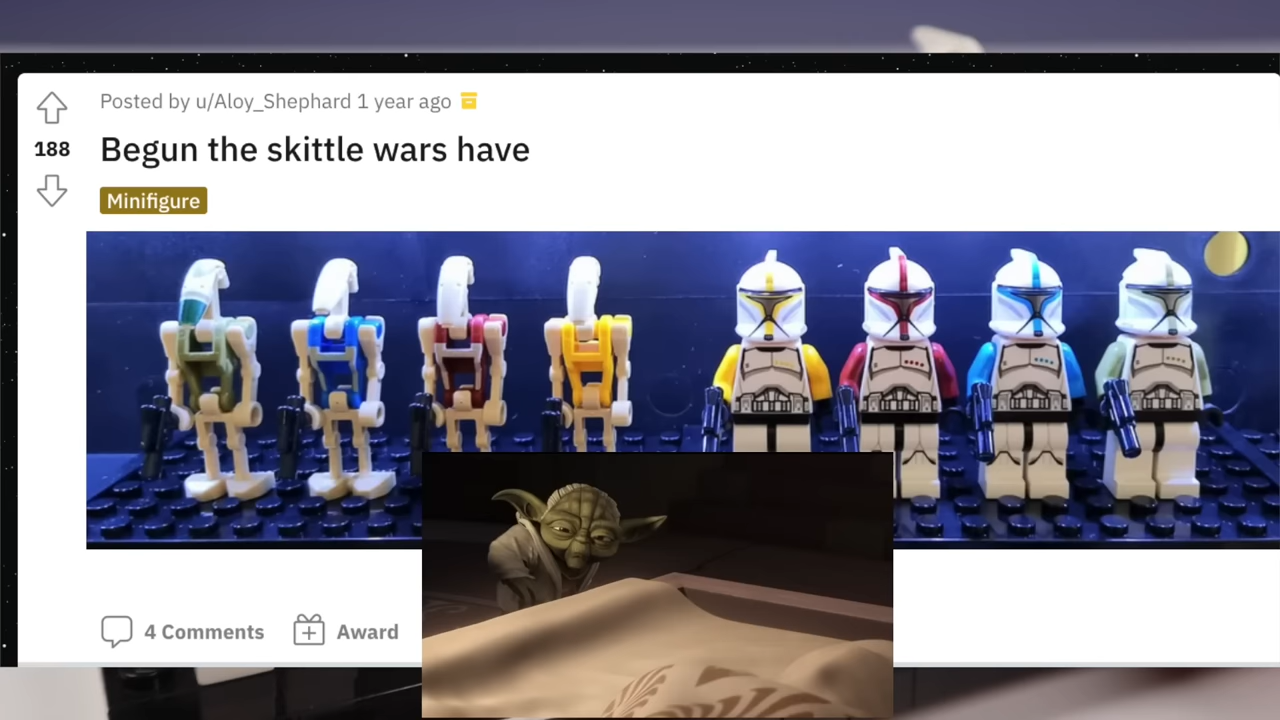 Posted by u/Aloy_Shephard 1 year ago
188
Begun the skittle wars have
Minifigure
4 Comments
Award